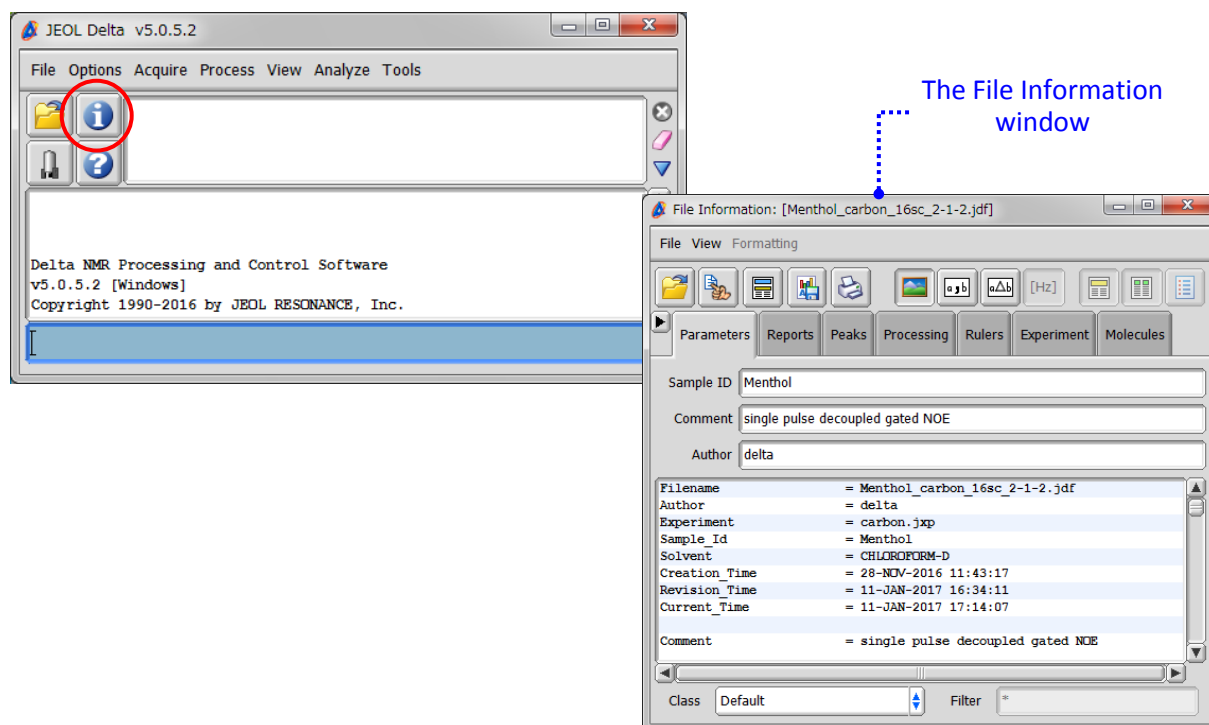 JEOL Delta v5.0.5.2
File Options Acquire Process View Analyze Tools
Delta NMR Processing and Control Software
v5.0.5.2 [Windows]
Copyright 1990-2016 by JEOL RESONANCE, Inc.
The File Information
window
File Information: [Menthol_carbon_16sc_2-1-2.jdf]
File View Formatting
a,b a∆b [Hz]
Parameters Reports Peaks Processing Rulers Experiment Molecules
Sample ID Menthol
Comment single pulse decoupled gated NOE
Author delta
Filename = Menthol_carbon_16sc_2-1-2.jdf
Author = delta
Experiment = carbon.jxp
Sample_Id = Menthol
Solvent = CHLOROFORM-D
Creation_Time = 28-NOV-2016 11:43:17
Revision_Time = 11-JAN-2017 16:34:11
Current_Time = 11-JAN-2017 17:14:07
Comment = single pulse decoupled gated NOE
Class Default Filter *